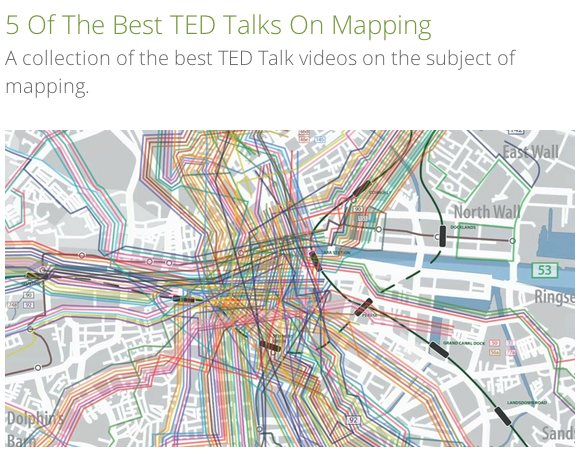 5 Of The Best TED Talks On Mapping
A collection of the best TED Talk videos on the subject of
mapping.
East Wall
North Wall
DOCKLANDS
53
Ringse
GRAND CANAL DOCK
LANSDOWNE ROAD
92
Dolphin's
Barn
Sand